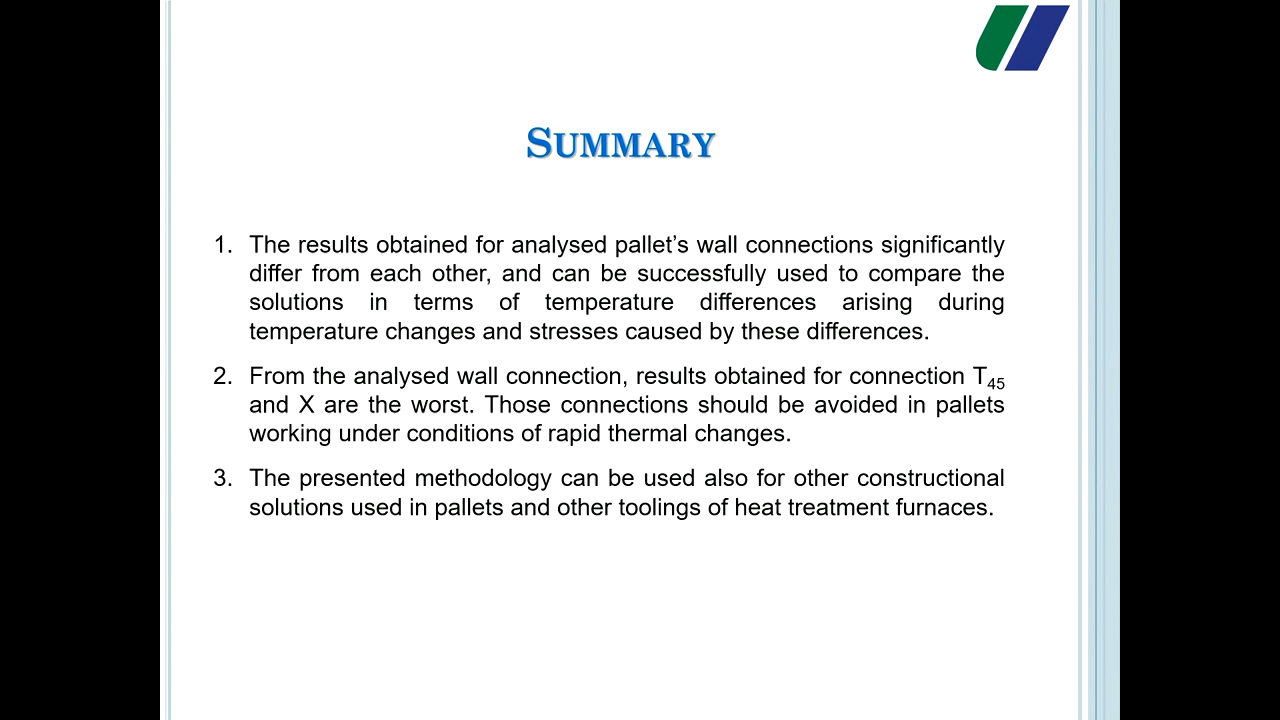 SUMMARY
1. The results obtained for analysed pallet’s wall connections significantly
differ from each other, and can be successfully used to compare the
solutions in terms of temperature differences arising during
temperature changes and stresses caused by these differences.
2. From the analysed wall connection, results obtained for connection T₄₅
and X are the worst. Those connections should be avoided in pallets
working under conditions of rapid thermal changes.
3. The presented methodology can be used also for other constructional
solutions used in pallets and other toolings of heat treatment furnaces.